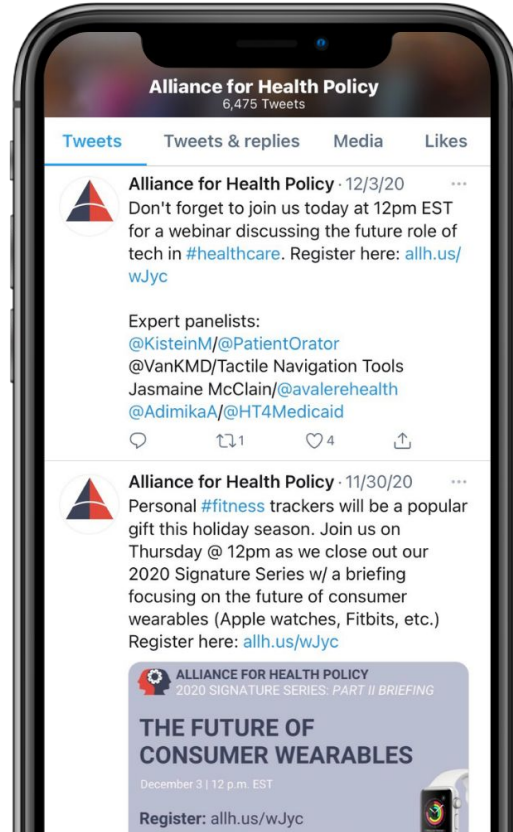 Alliance for Health Policy
6,475 Tweets
Tweets Tweets & replies Media Likes
Alliance for Health Policy · 12/3/20
Don't forget to join us today at 12pm EST
for a webinar discussing the future role of
tech in #healthcare. Register here: allh.us/
wJyc
Expert panelists:
@KisteinM/@PatientOrator
@VanKMD/Tactile Navigation Tools
Jasmaine McClain/@avalerehealth
@AdimikaA/@HT4Medicaid
1 4
Alliance for Health Policy · 11/30/20
Personal #fitness trackers will be a popular
gift this holiday season. Join us on
Thursday @ 12pm as we close out our
2020 Signature Series w/ a briefing
focusing on the future of consumer
wearables (Apple watches, Fitbits, etc.)
Register here: allh.us/wJyc
ALLIANCE FOR HEALTH POLICY
2020 SIGNATURE SERIES: PART II BRIEFING
THE FUTURE OF
CONSUMER WEARABLES
December 3 | 12 p.m. EST
Register: allh.us/wJyc